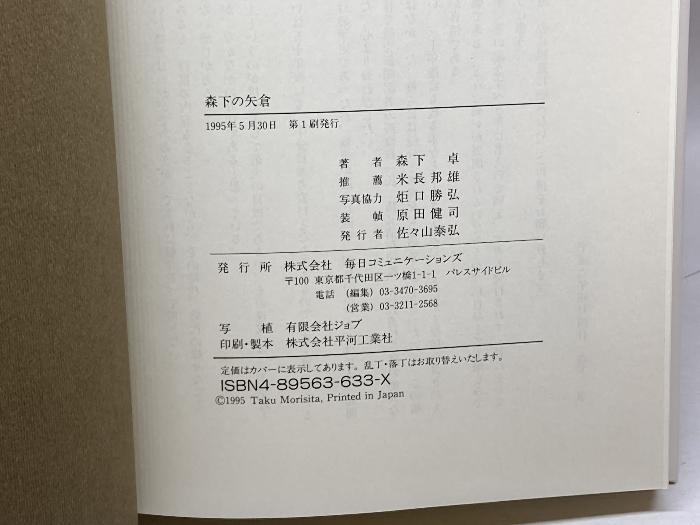 森下の矢倉
1995年5月30日 第1刷発行
著者 森下卓
推薦 米長邦雄
写真協力 炬口勝弘
装幀 原田健司
発行者 佐々山泰弘
発行所 株式会社 毎日コミュニケーションズ
〒100 東京都千代田区一ツ橋1-1-1 パレスサイドビル
電話 (編集) 03-3470-3695
(営業) 03-3211-2568
写植 有限会社ジョブ
印刷・製本 株式会社平河工業社
定価はカバーに表示してあります。乱丁・落丁はお取り替えいたします。
ISBN4-89563-633-X
©1995 Taku Morisita, Printed in Japan